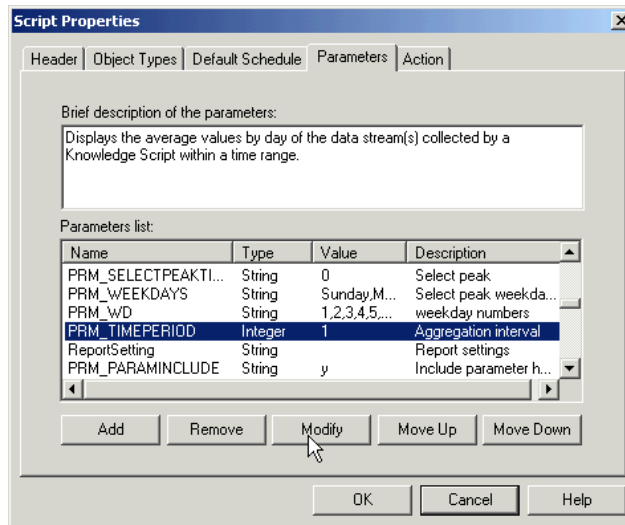 Script Properties
Header Object Types Default Schedule Parameters Action
Brief description of the parameters:
Displays the average values by day of the data stream(s) collected by a
Knowledge Script within a time range.
Parameters list:
Name Type Value Description
PRM_SELECTPEAKTI... String 0 Select peak
PRM_WEEKDAYS String Sunday,M... Select peak weekda...
PRM_WD String 1,2,3,4,5,... weekday numbers
PRM_TIMEPERIOD Integer 1 Aggregation interval
ReportSetting String Report settings
PRM_PARAMINCLUDE String y Include parameter h...
Add Remove Modify Move Up Move Down
OK Cancel Help